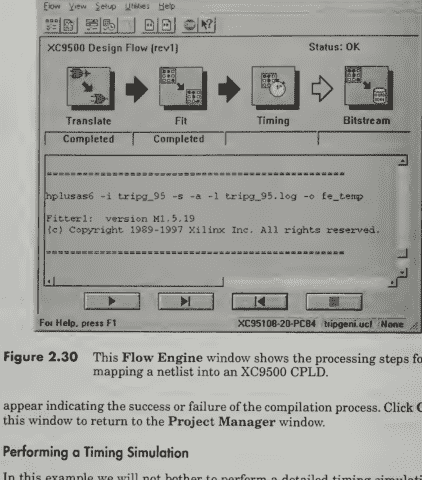 Flow View Setup Utilities Help
XC9500 Design Flow (rev1) Status: OK
Translate Fit Timing Bitstream
Completed Completed
hplusas6 -i tripg_95 -s -a -l tripg_95.log -o fe_temp
Fitter1: version M1.5.19
(c) Copyright 1989-1997 Xilinx Inc. All rights reserved.
For Help, press F1 XC95108-20-PC84 tripgeni.ucf None
Figure 2.30 This Flow Engine window shows the processing steps fo
mapping a netlist into an XC9500 CPLD.
appear indicating the success or failure of the compilation process. Click
this window to return to the Project Manager window.
Performing a Timing Simulation
In this example we will not bother to perform a detailed timing simulati